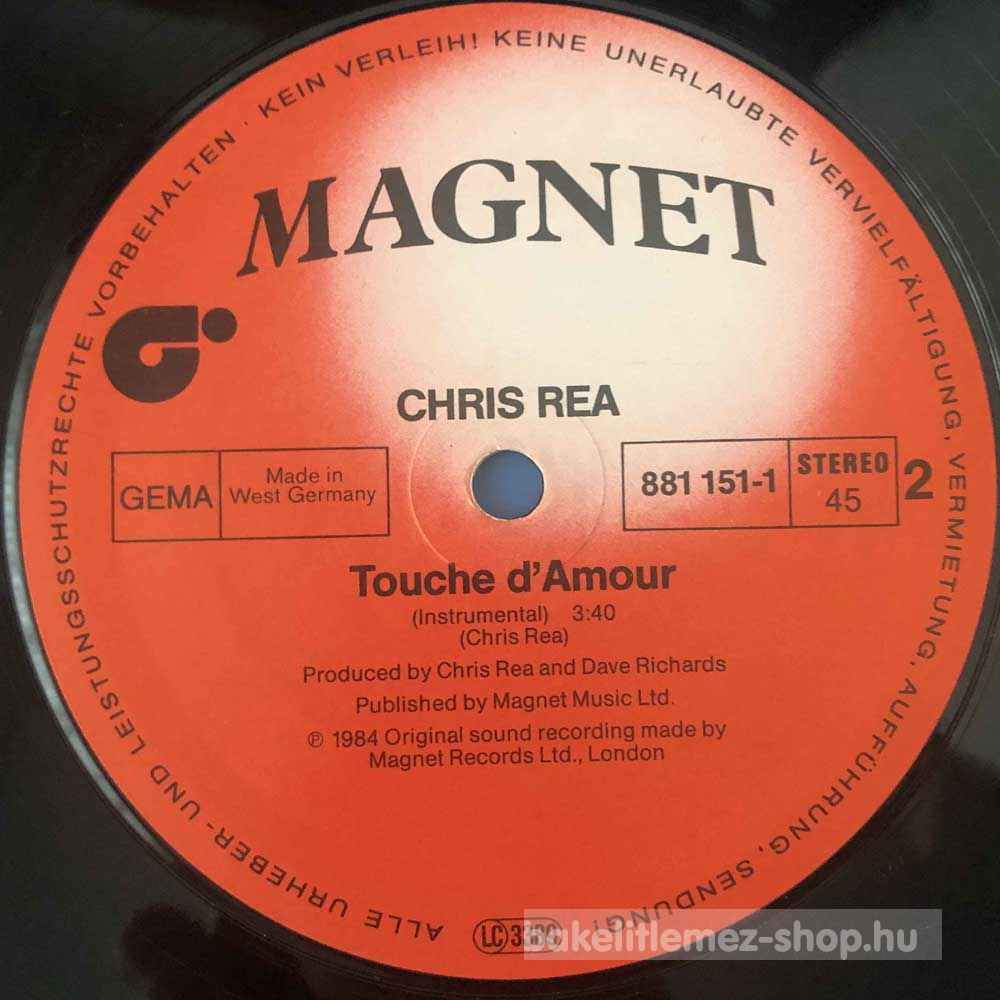 ALLE URHEBER- UND LEISTUNGSSCHUTZRECHTE VORBEHALTEN · KEIN VERLEIH! KEINE UNERLAUBTE VERVIELFÄLTIGUNG, VERMIETUNG, AUFFÜHRUNG, SENDUNG!
MAGNET
CHRIS REA
GEMA
Made in
West Germany
881 151-1
STEREO
45
2
Touche d'Amour
(Instrumental) 3:40
(Chris Rea)
Produced by Chris Rea and Dave Richards
Published by Magnet Music Ltd.
℗ 1984 Original sound recording made by
Magnet Records Ltd., London
LC
bakelitlemez-shop.hu